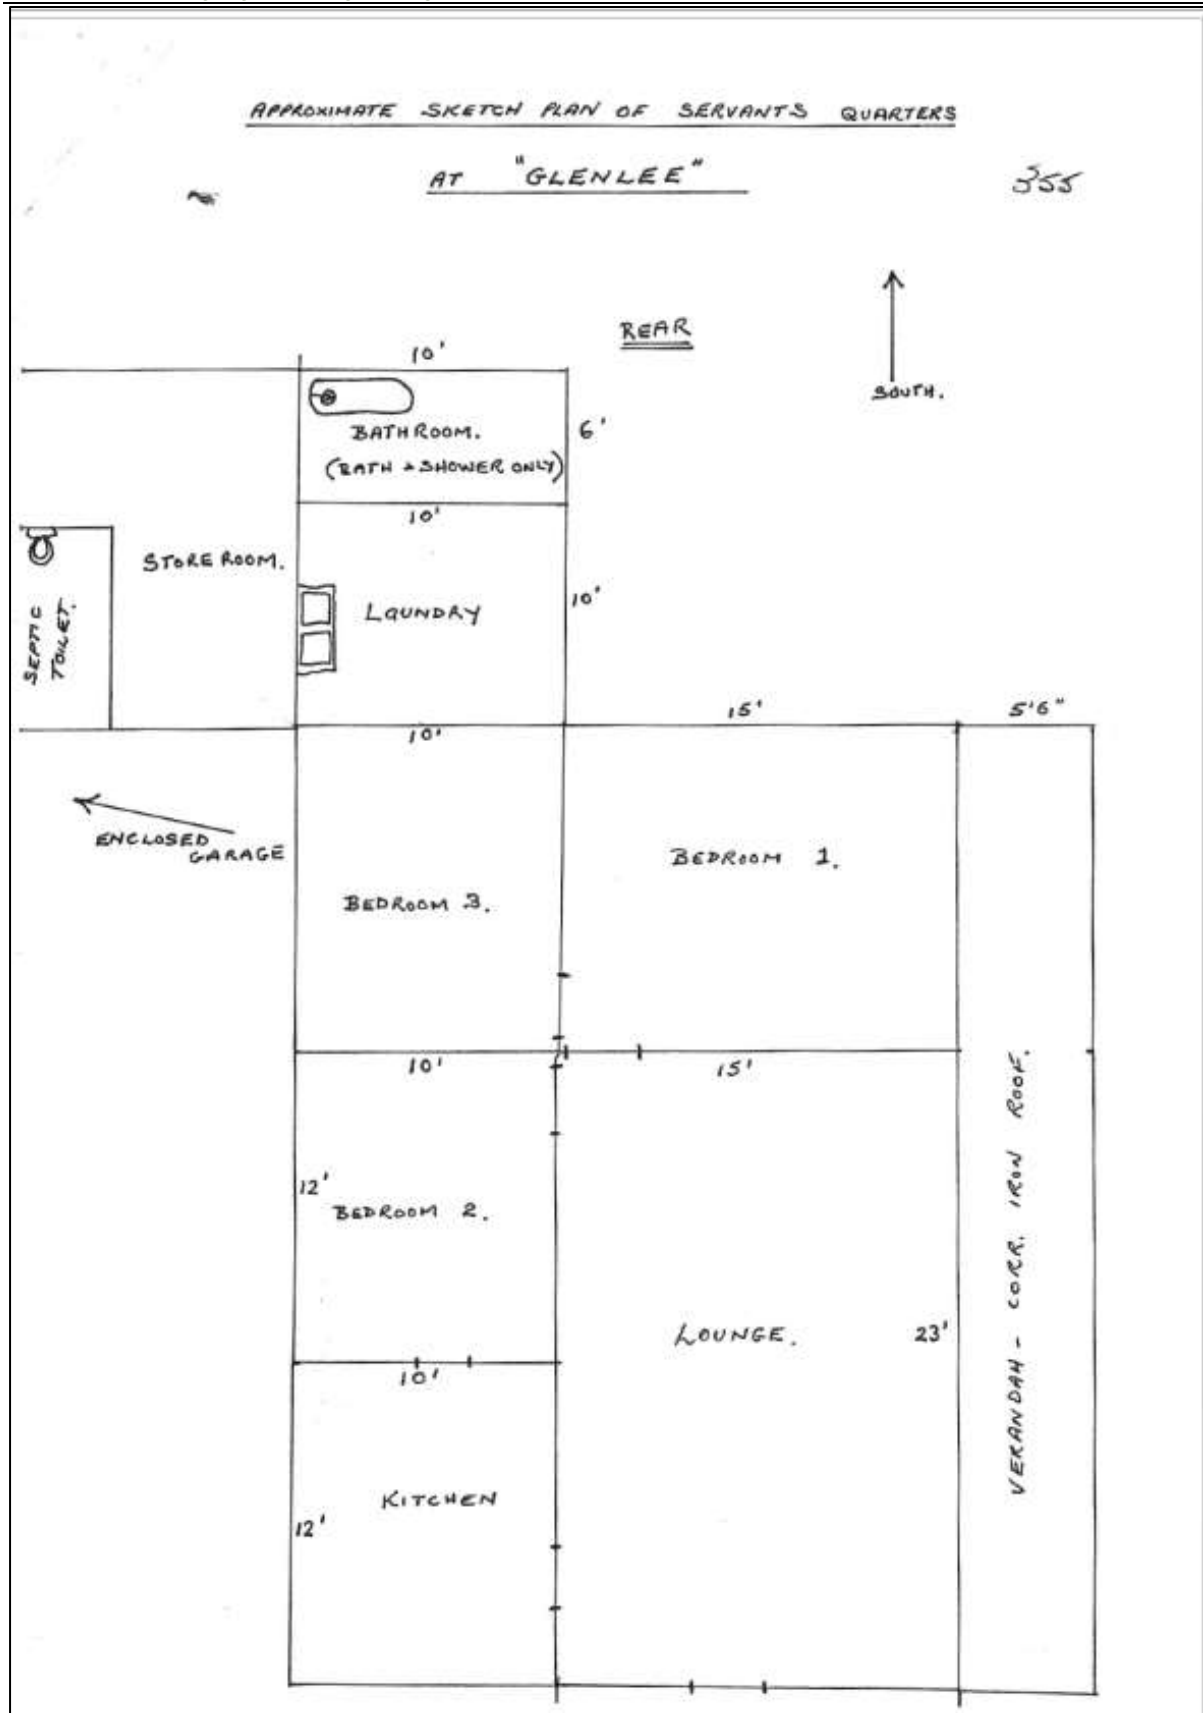 APPROXIMATE SKETCH PLAN OF SERVANTS QUARTERS
AT "GLENLEE"
355
REAR
SOUTH.
10'
BATHROOM.
6'
(BATH & SHOWER ONLY)
10'
STORE ROOM.
LAUNDRY
10'
SEPTIC
TOILET.
10'
15'
5'6"
ENCLOSED
GARAGE
BEDROOM 3.
BEDROOM 1.
10'
15'
12'
BEDROOM 2.
LOUNGE.
23'
VERANDAH - CORR. IRON ROOF.
10'
KITCHEN
12'